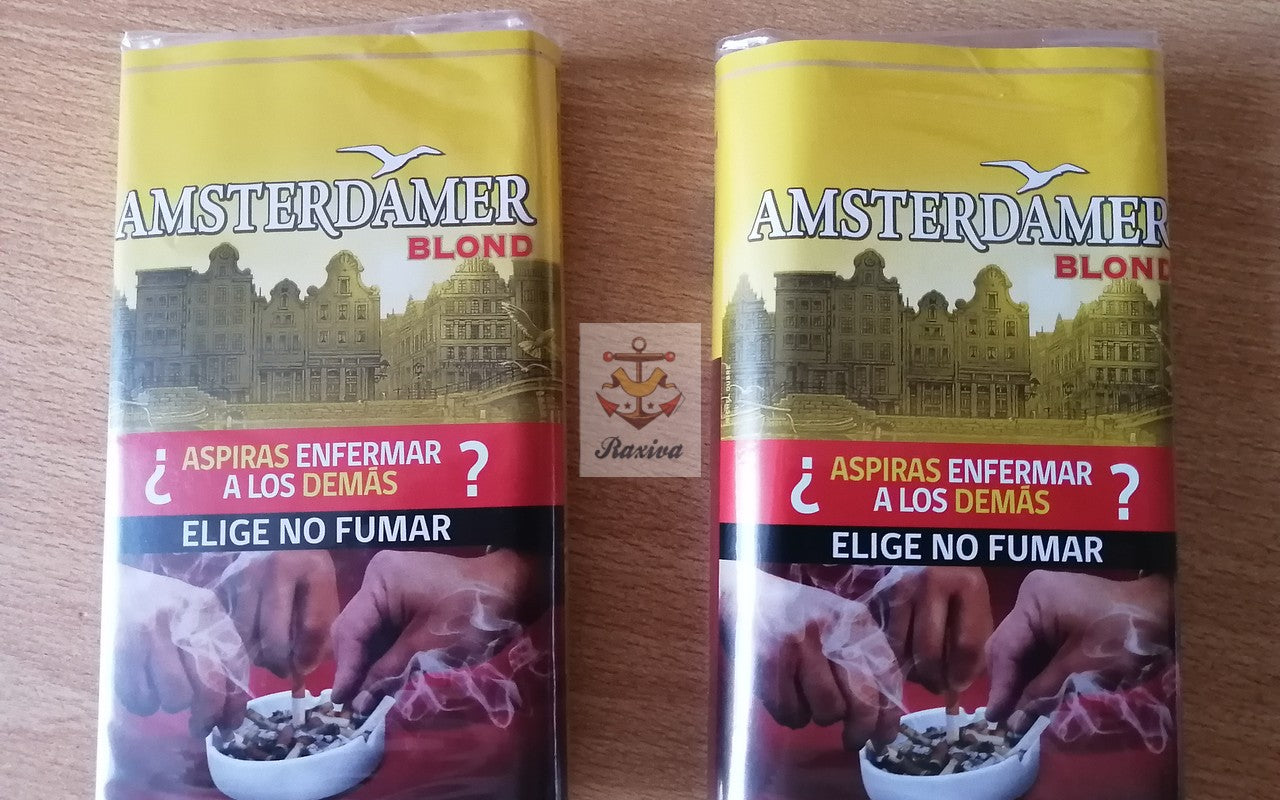 AMSTERDAMER
BLOND
¿ ASPIRAS ENFERMAR
A LOS DEMÁS ?
ELIGE NO FUMAR
AMSTERDAMER
BLOND
¿ ASPIRAS ENFERMAR
A LOS DEMÁS ?
ELIGE NO FUMAR
Raxiva